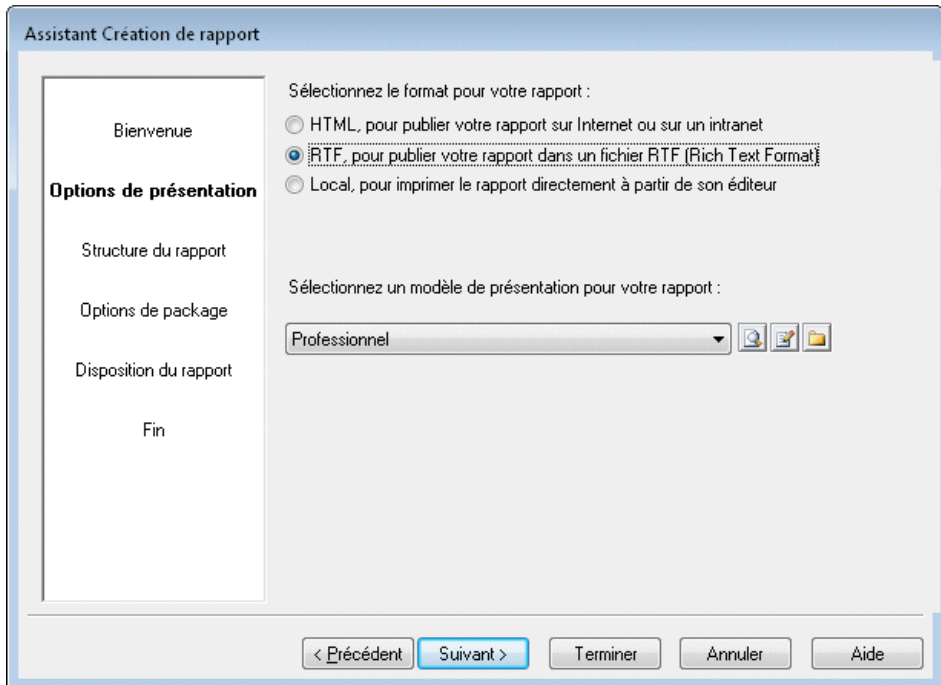 Assistant Création de rapport
Bienvenue
Options de présentation
Structure du rapport
Options de package
Disposition du rapport
Fin
Sélectionnez le format pour votre rapport :
HTML, pour publier votre rapport sur Internet ou sur un intranet
RTF, pour publier votre rapport dans un fichier RTF (Rich Text Format)
Local, pour imprimer le rapport directement à partir de son éditeur
Sélectionnez un modèle de présentation pour votre rapport :
Professionnel
< Précédent Suivant > Terminer Annuler Aide